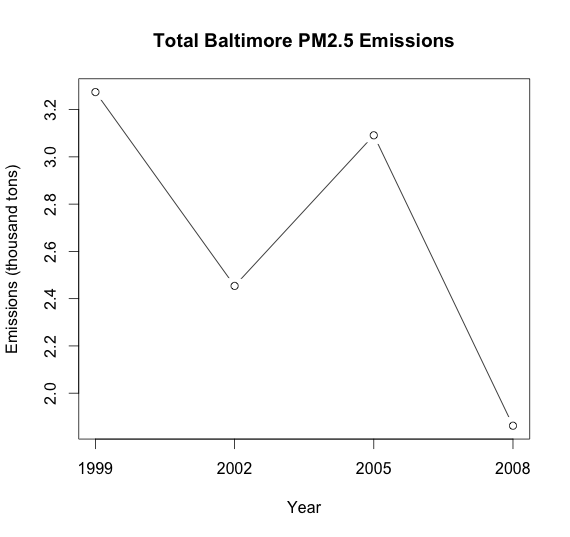 Total Baltimore PM2.5 Emissions
Emissions (thousand tons)
3.2
3.0
2.8
2.6
2.4
2.2
2.0
1999 2002 2005 2008
Year